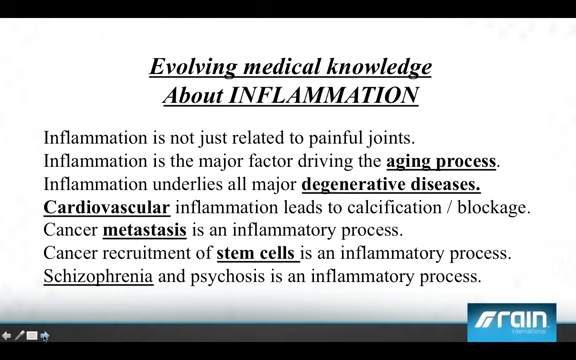 Evolving medical knowledge
About INFLAMMATION
Inflammation is not just related to painful joints.
Inflammation is the major factor driving the aging process.
Inflammation underlies all major degenerative diseases.
Cardiovascular inflammation leads to calcification / blockage.
Cancer metastasis is an inflammatory process.
Cancer recruitment of stem cells is an inflammatory process.
Schizophrenia and psychosis is an inflammatory process.
rain
international